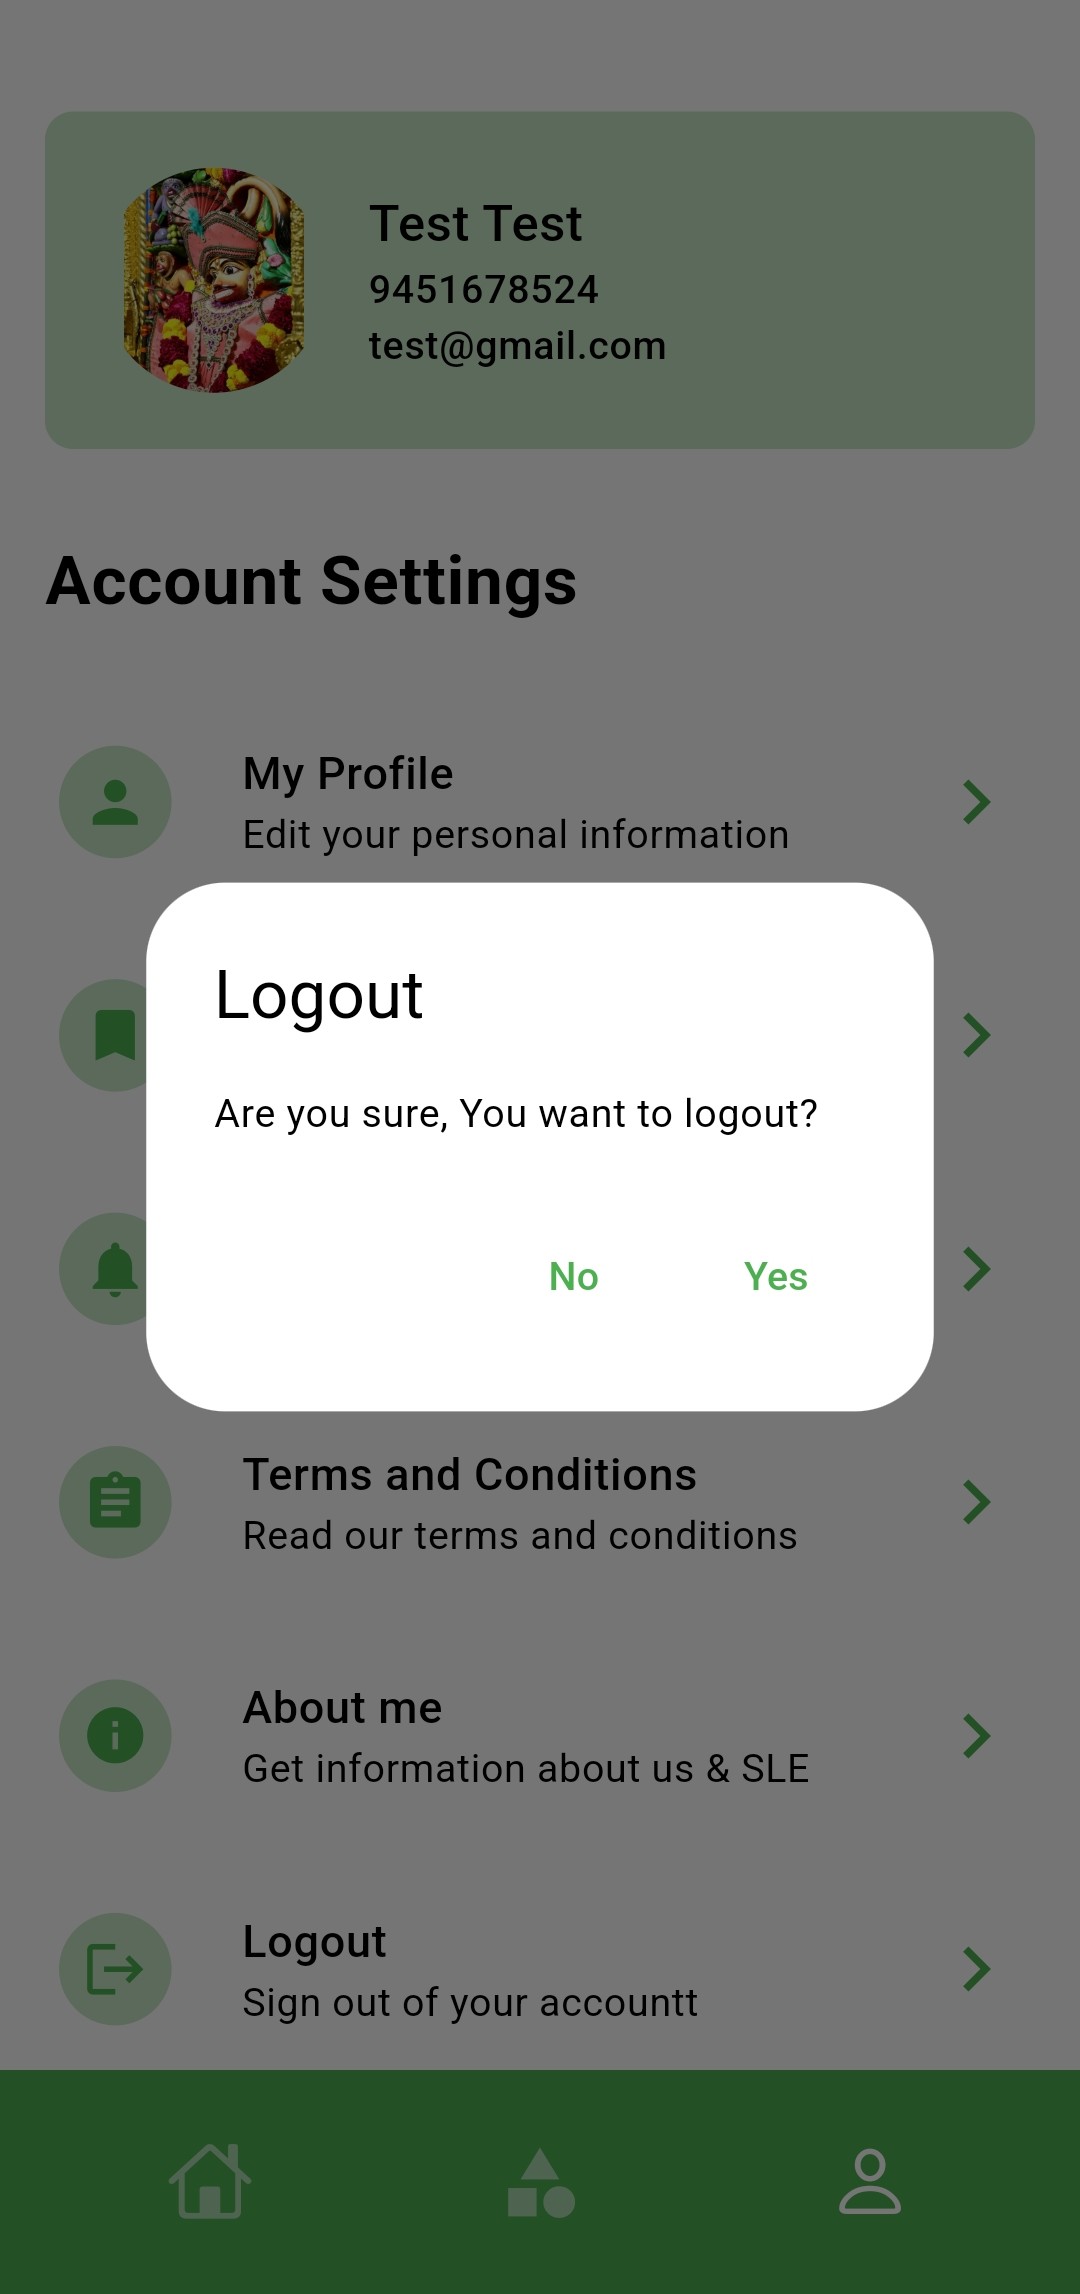 Test Test
9451678524
test@gmail.com
Account Settings
My Profile
Edit your personal information
Logout
Are you sure, You want to logout?
No
Yes
Terms and Conditions
Read our terms and conditions
About me
Get information about us & SLE
Logout
Sign out of your accountt